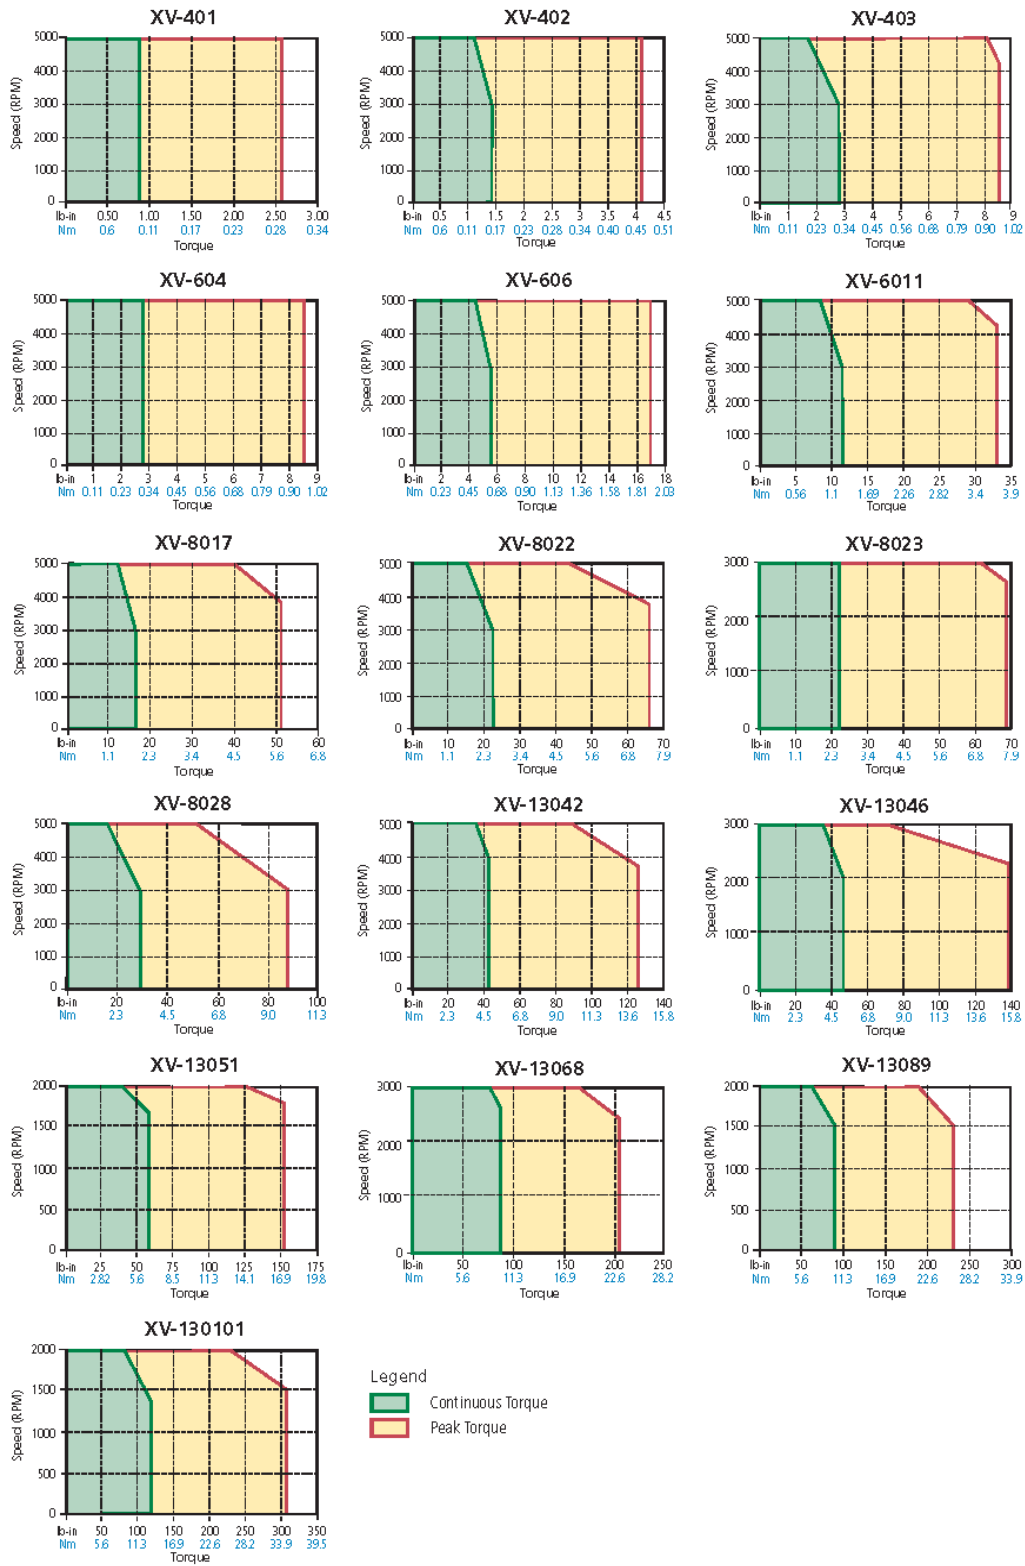 XV-401
Speed (RPM)
5000
4000
3000
2000
1000
0
lb-in 0.50 1.00 1.50 2.00 2.50 3.00
Nm 0.6 0.11 0.17 0.23 0.28 0.34
Torque
XV-402
Speed (RPM)
5000
4000
3000
2000
1000
0
lb-in 0.5 1 1.5 2 2.5 3 3.5 4 4.5
Nm 0.6 0.11 0.17 0.23 0.28 0.34 0.40 0.45 0.51
Torque
XV-403
Speed (RPM)
5000
4000
3000
2000
1000
0
lb-in 1 2 3 4 5 6 7 8 9
Nm 0.11 0.23 0.34 0.45 0.56 0.68 0.79 0.90 1.02
Torque
XV-604
Speed (RPM)
5000
4000
3000
2000
1000
0
lb-in 1 2 3 4 5 6 7 8 9
Nm 0.11 0.23 0.34 0.45 0.56 0.68 0.79 0.90 1.02
Torque
XV-606
Speed (RPM)
5000
4000
3000
2000
1000
0
lb-in 2 4 6 8 10 12 14 16 18
Nm 0.23 0.45 0.68 0.90 1.13 1.36 1.58 1.81 2.03
Torque
XV-6011
Speed (RPM)
5000
4000
3000
2000
1000
0
lb-in 5 10 15 20 25 30 35
Nm 0.56 1.1 1.69 2.26 2.82 3.4 3.9
Torque
XV-8017
Speed (RPM)
5000
4000
3000
2000
1000
0
lb-in 10 20 30 40 50 60
Nm 1.1 2.3 3.4 4.5 5.6 6.8
Torque
XV-8022
Speed (RPM)
5000
4000
3000
2000
1000
0
lb-in 10 20 30 40 50 60 70
Nm 1.1 2.3 3.4 4.5 5.6 6.8 7.9
Torque
XV-8023
Speed (RPM)
3000
2000
1000
0
lb-in 10 20 30 40 50 60 70
Nm 1.1 2.3 3.4 4.5 5.6 6.8 7.9
Torque
XV-8028
Speed (RPM)
5000
4000
3000
2000
1000
0
lb-in 20 40 60 80 100
Nm 2.3 4.5 6.8 9.0 11.3
Torque
XV-13042
Speed (RPM)
5000
4000
3000
2000
1000
0
lb-in 20 40 60 80 100 120 140
Nm 2.3 4.5 6.8 9.0 11.3 13.6 15.8
Torque
XV-13046
Speed (RPM)
3000
2000
1000
0
lb-in 20 40 60 80 100 120 140
Nm 2.3 4.5 6.8 9.0 11.3 13.6 15.8
Torque
XV-13051
Speed (RPM)
2000
1500
1000
500
0
lb-in 25 50 75 100 125 150 175
Nm 2.82 5.6 8.5 11.3 14.1 16.9 19.8
Torque
XV-13068
Speed (RPM)
3000
2000
1000
0
lb-in 50 100 150 200 250
Nm 5.6 11.3 16.9 22.6 28.2
Torque
XV-13089
Speed (RPM)
2000
1500
1000
500
0
lb-in 50 100 150 200 250 300
Nm 5.6 11.3 16.9 22.6 28.2 33.9
Torque
XV-130101
Speed (RPM)
2000
1500
1000
500
0
lb-in 50 100 150 200 250 300 350
Nm 5.6 11.3 16.9 22.6 28.2 33.9 39.5
Torque
Legend
Continuous Torque
Peak Torque